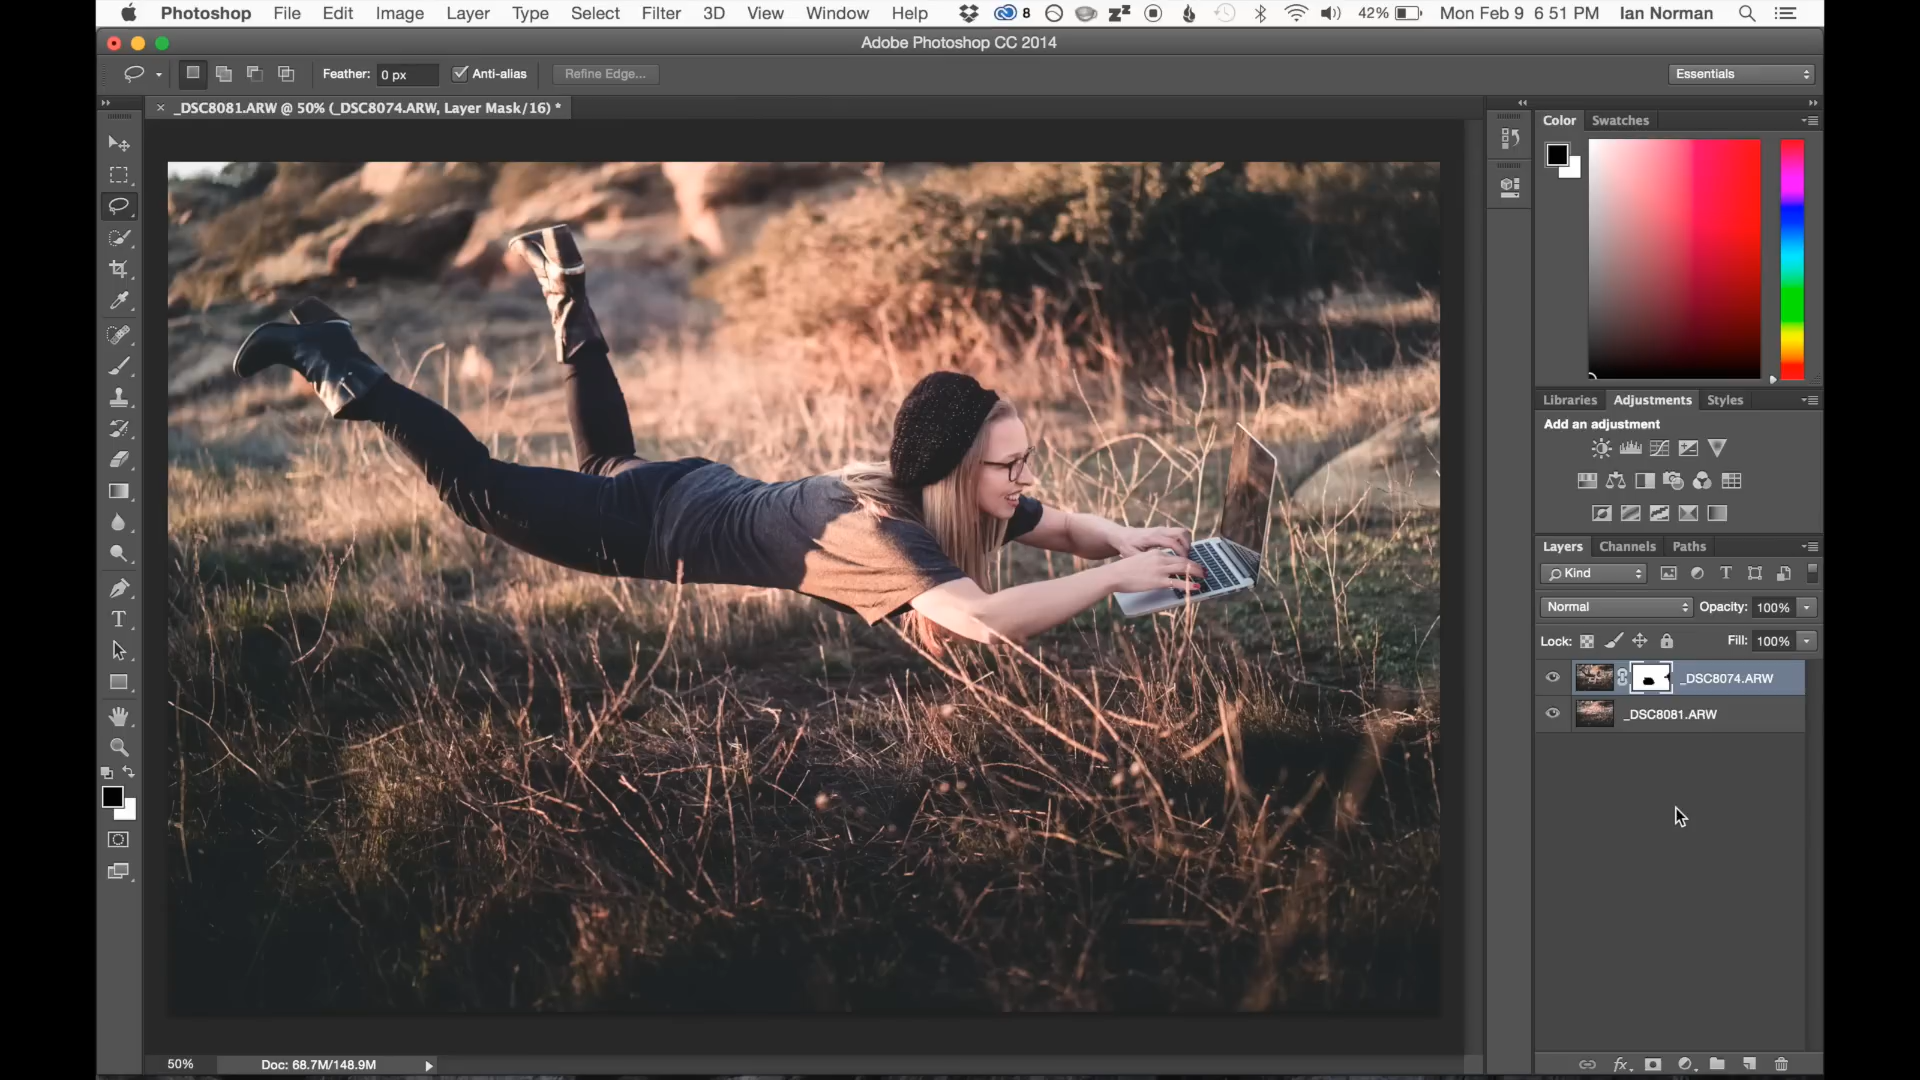 Photoshop File Edit Image Layer Type Select Filter 3D View Window Help 8 42% Mon Feb 9 6:51 PM Ian Norman
Adobe Photoshop CC 2014
Feather: 0 px Anti-alias Refine Edge... Essentials
_DSC8081.ARW @ 50% (_DSC8074.ARW, Layer Mask/16) *
Color Swatches
Libraries Adjustments Styles
Add an adjustment
Layers Channels Paths
Kind
Normal Opacity: 100%
Lock: Fill: 100%
_DSC8074.ARW
_DSC8081.ARW
50% Doc: 68.7M/148.9M